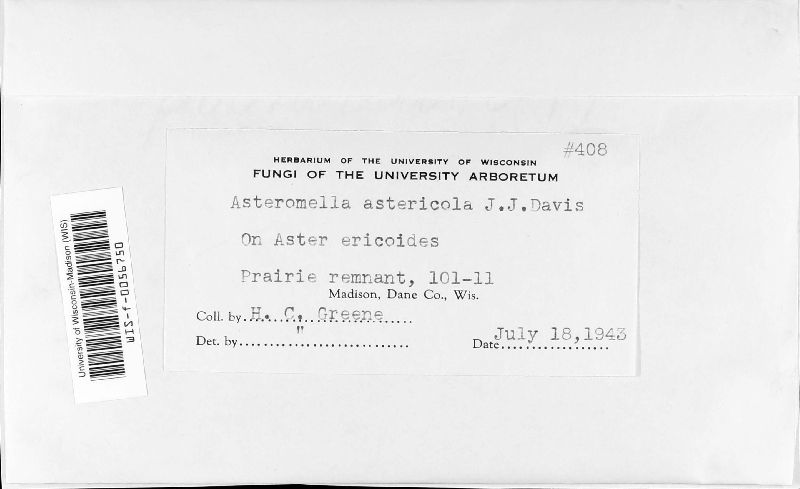 #408
HERBARIUM OF THE UNIVERSITY OF WISCONSIN
FUNGI OF THE UNIVERSITY ARBORETUM
Asteromella astericola J.J.Davis
On Aster ericoides
Prairie remnant, 101-11
Madison, Dane Co., Wis.
Coll. by H. C. Greene
Det. by "
Date July 18,1943
University of Wisconsin-Madison (WIS)
WIS-f-0056750